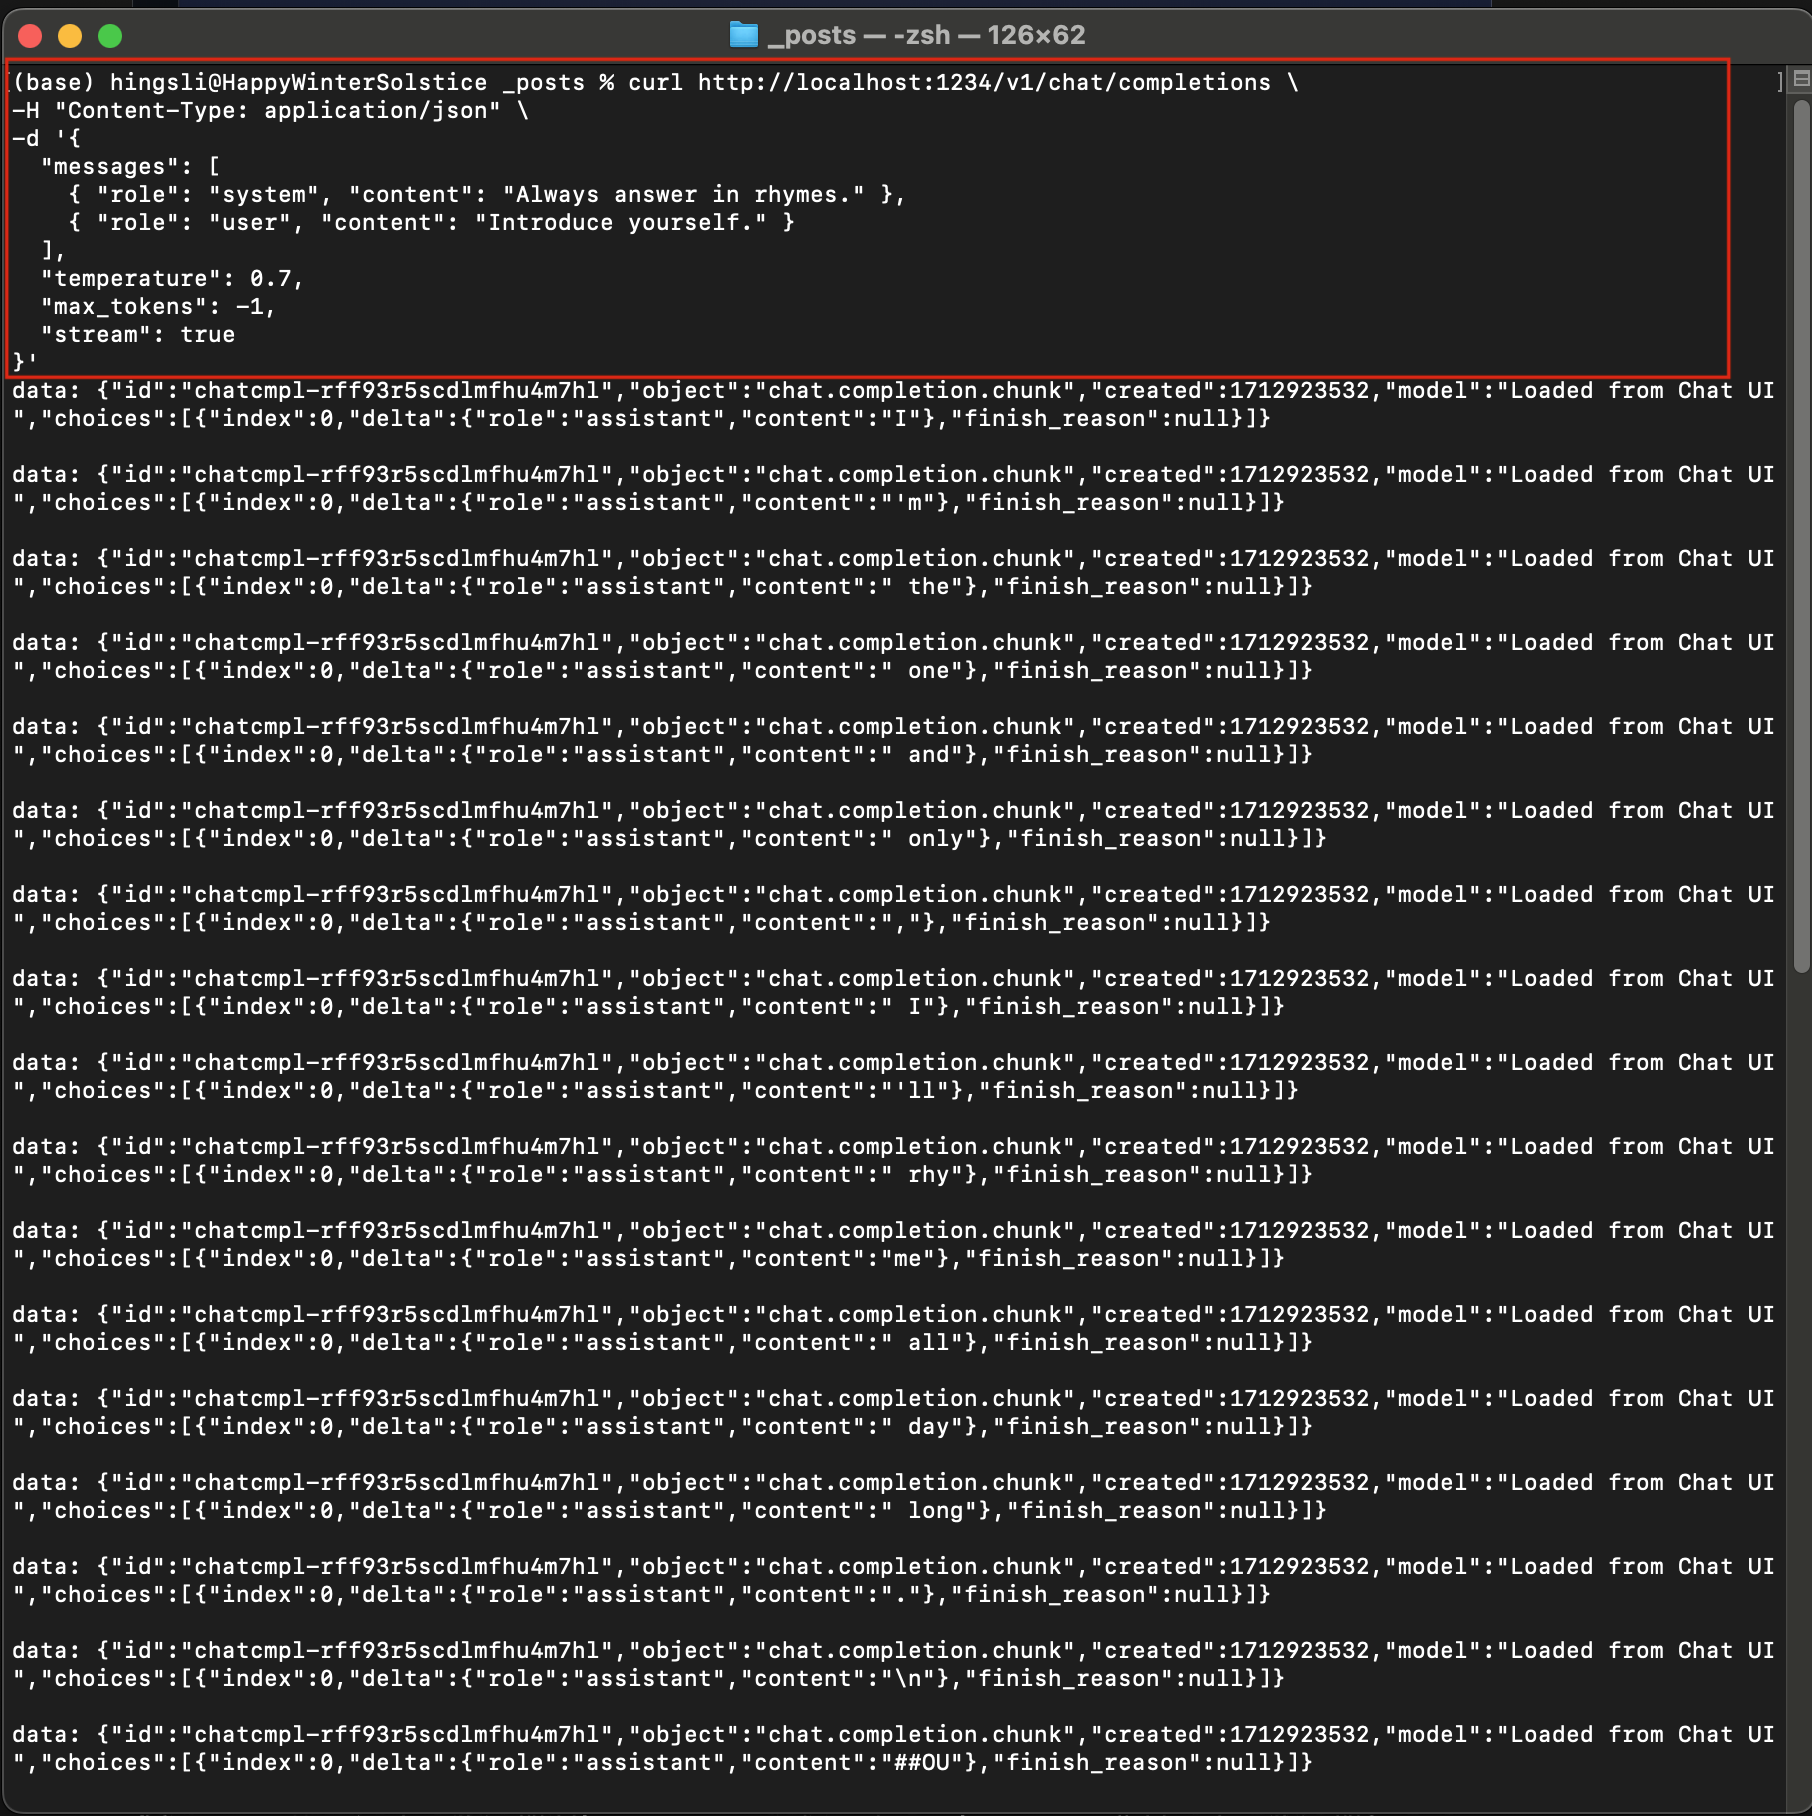 _posts — -zsh — 126×62
(base) hingsli@HappyWinterSolstice _posts % curl http://localhost:1234/v1/chat/completions \
-H "Content-Type: application/json" \
-d '{
  "messages": [
    { "role": "system", "content": "Always answer in rhymes." },
    { "role": "user", "content": "Introduce yourself." }
  ],
  "temperature": 0.7,
  "max_tokens": -1,
  "stream": true
}'
data: {"id":"chatcmpl-rff93r5scdlmfhu4m7hl","object":"chat.completion.chunk","created":1712923532,"model":"Loaded from Chat UI
","choices":[{"index":0,"delta":{"role":"assistant","content":"I"},"finish_reason":null}]}

data: {"id":"chatcmpl-rff93r5scdlmfhu4m7hl","object":"chat.completion.chunk","created":1712923532,"model":"Loaded from Chat UI
","choices":[{"index":0,"delta":{"role":"assistant","content":"'m"},"finish_reason":null}]}

data: {"id":"chatcmpl-rff93r5scdlmfhu4m7hl","object":"chat.completion.chunk","created":1712923532,"model":"Loaded from Chat UI
","choices":[{"index":0,"delta":{"role":"assistant","content":" the"},"finish_reason":null}]}

data: {"id":"chatcmpl-rff93r5scdlmfhu4m7hl","object":"chat.completion.chunk","created":1712923532,"model":"Loaded from Chat UI
","choices":[{"index":0,"delta":{"role":"assistant","content":" one"},"finish_reason":null}]}

data: {"id":"chatcmpl-rff93r5scdlmfhu4m7hl","object":"chat.completion.chunk","created":1712923532,"model":"Loaded from Chat UI
","choices":[{"index":0,"delta":{"role":"assistant","content":" and"},"finish_reason":null}]}

data: {"id":"chatcmpl-rff93r5scdlmfhu4m7hl","object":"chat.completion.chunk","created":1712923532,"model":"Loaded from Chat UI
","choices":[{"index":0,"delta":{"role":"assistant","content":" only"},"finish_reason":null}]}

data: {"id":"chatcmpl-rff93r5scdlmfhu4m7hl","object":"chat.completion.chunk","created":1712923532,"model":"Loaded from Chat UI
","choices":[{"index":0,"delta":{"role":"assistant","content":","},"finish_reason":null}]}

data: {"id":"chatcmpl-rff93r5scdlmfhu4m7hl","object":"chat.completion.chunk","created":1712923532,"model":"Loaded from Chat UI
","choices":[{"index":0,"delta":{"role":"assistant","content":" I"},"finish_reason":null}]}

data: {"id":"chatcmpl-rff93r5scdlmfhu4m7hl","object":"chat.completion.chunk","created":1712923532,"model":"Loaded from Chat UI
","choices":[{"index":0,"delta":{"role":"assistant","content":"'ll"},"finish_reason":null}]}

data: {"id":"chatcmpl-rff93r5scdlmfhu4m7hl","object":"chat.completion.chunk","created":1712923532,"model":"Loaded from Chat UI
","choices":[{"index":0,"delta":{"role":"assistant","content":" rhy"},"finish_reason":null}]}

data: {"id":"chatcmpl-rff93r5scdlmfhu4m7hl","object":"chat.completion.chunk","created":1712923532,"model":"Loaded from Chat UI
","choices":[{"index":0,"delta":{"role":"assistant","content":"me"},"finish_reason":null}]}

data: {"id":"chatcmpl-rff93r5scdlmfhu4m7hl","object":"chat.completion.chunk","created":1712923532,"model":"Loaded from Chat UI
","choices":[{"index":0,"delta":{"role":"assistant","content":" all"},"finish_reason":null}]}

data: {"id":"chatcmpl-rff93r5scdlmfhu4m7hl","object":"chat.completion.chunk","created":1712923532,"model":"Loaded from Chat UI
","choices":[{"index":0,"delta":{"role":"assistant","content":" day"},"finish_reason":null}]}

data: {"id":"chatcmpl-rff93r5scdlmfhu4m7hl","object":"chat.completion.chunk","created":1712923532,"model":"Loaded from Chat UI
","choices":[{"index":0,"delta":{"role":"assistant","content":" long"},"finish_reason":null}]}

data: {"id":"chatcmpl-rff93r5scdlmfhu4m7hl","object":"chat.completion.chunk","created":1712923532,"model":"Loaded from Chat UI
","choices":[{"index":0,"delta":{"role":"assistant","content":"."},"finish_reason":null}]}

data: {"id":"chatcmpl-rff93r5scdlmfhu4m7hl","object":"chat.completion.chunk","created":1712923532,"model":"Loaded from Chat UI
","choices":[{"index":0,"delta":{"role":"assistant","content":"\n"},"finish_reason":null}]}

data: {"id":"chatcmpl-rff93r5scdlmfhu4m7hl","object":"chat.completion.chunk","created":1712923532,"model":"Loaded from Chat UI
","choices":[{"index":0,"delta":{"role":"assistant","content":"##OU"},"finish_reason":null}]}